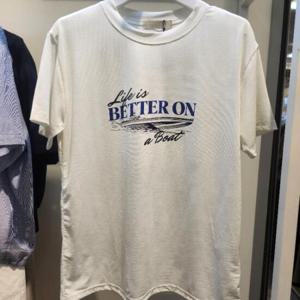 Life is
BETTER ON
a Boat